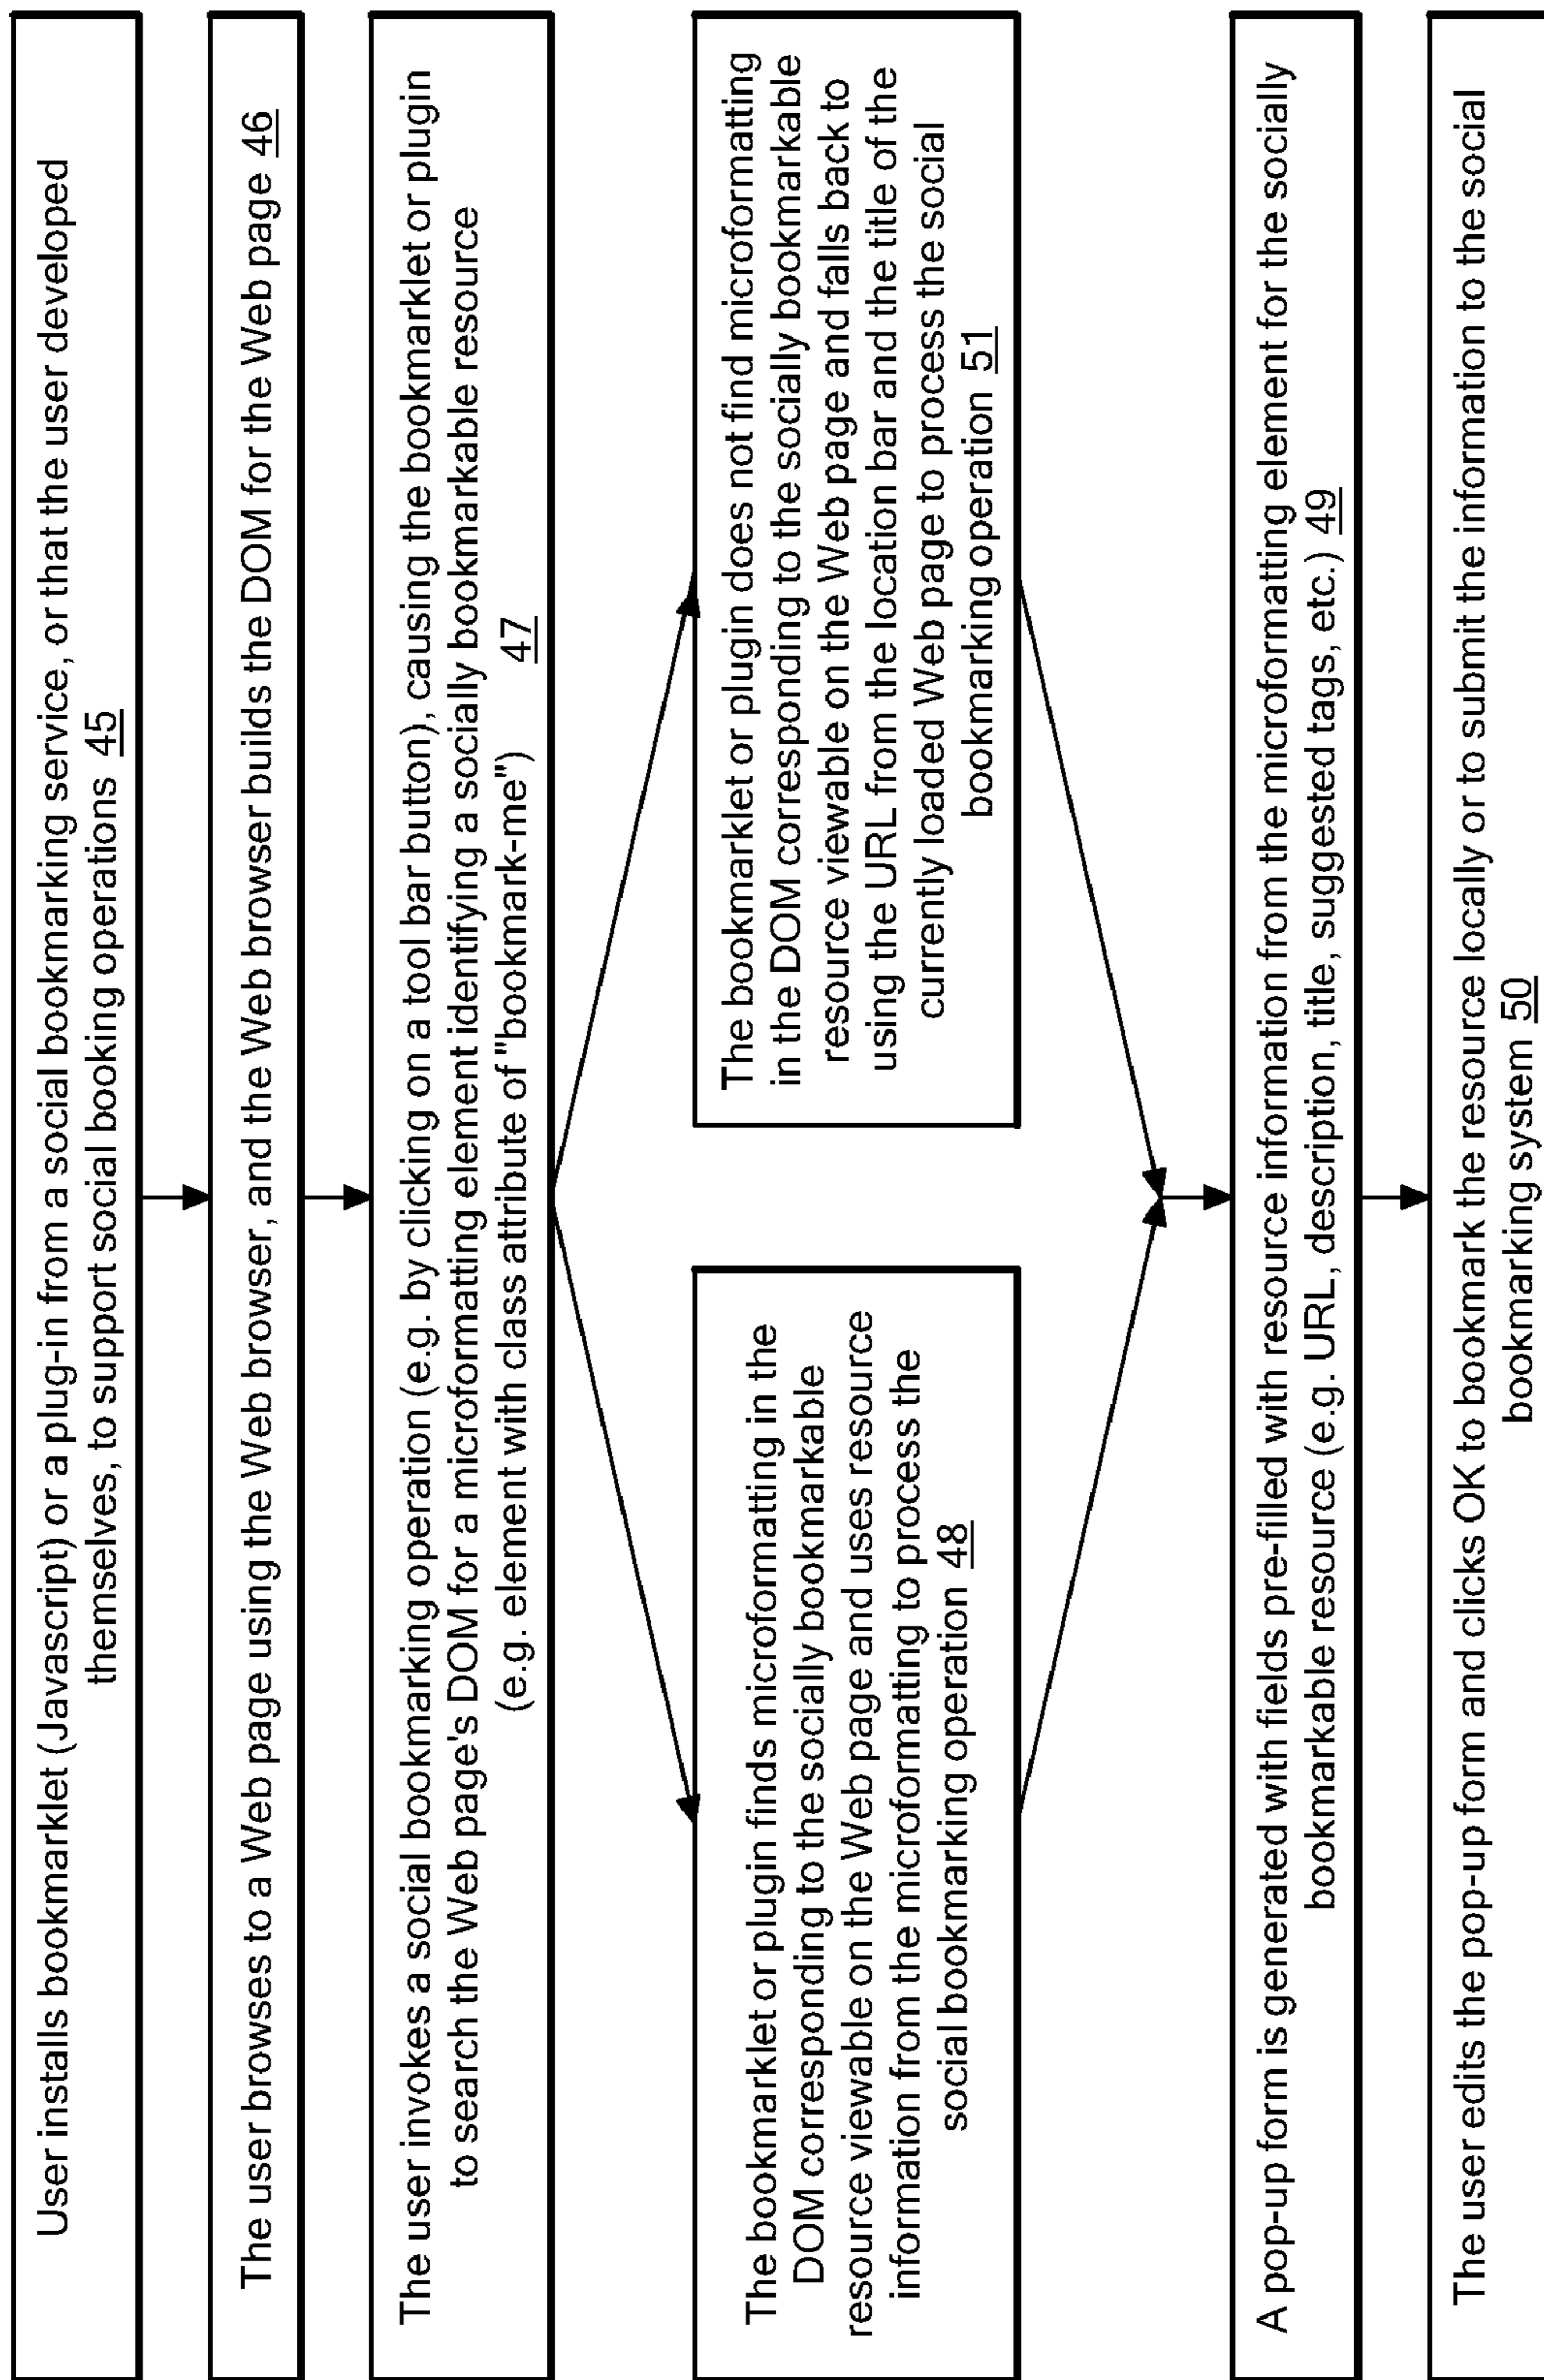 User installs bookmarklet (Javascript) or a plug-in from a social bookmarking service, or that the user developed
themselves, to support social booking operations 45
The user browses to a Web page using the Web browser, and the Web browser builds the DOM for the Web page 46
The user invokes a social bookmarking operation (e.g. by clicking on a tool bar button), causing the bookmarklet or plugin
to search the Web page's DOM for a microformatting element identifying a socially bookmarkable resource
(e.g. element with class attribute of "bookmark-me") 47
The bookmarklet or plugin finds microformatting in the
DOM corresponding to the socially bookmarkable
resource viewable on the Web page and uses resource
information from the microformatting to process the
social bookmarking operation 48
The bookmarklet or plugin does not find microformatting
in the DOM corresponding to the socially bookmarkable
resource viewable on the Web page and falls back to
using the URL from the location bar and the title of the
currently loaded Web page to process the social
bookmarking operation 51
A pop-up form is generated with fields pre-filled with resource information from the microformatting element for the socially
bookmarkable resource (e.g. URL, description, title, suggested tags, etc.) 49
The user edits the pop-up form and clicks OK to bookmark the resource locally or to submit the information to the social
bookmarking system 50